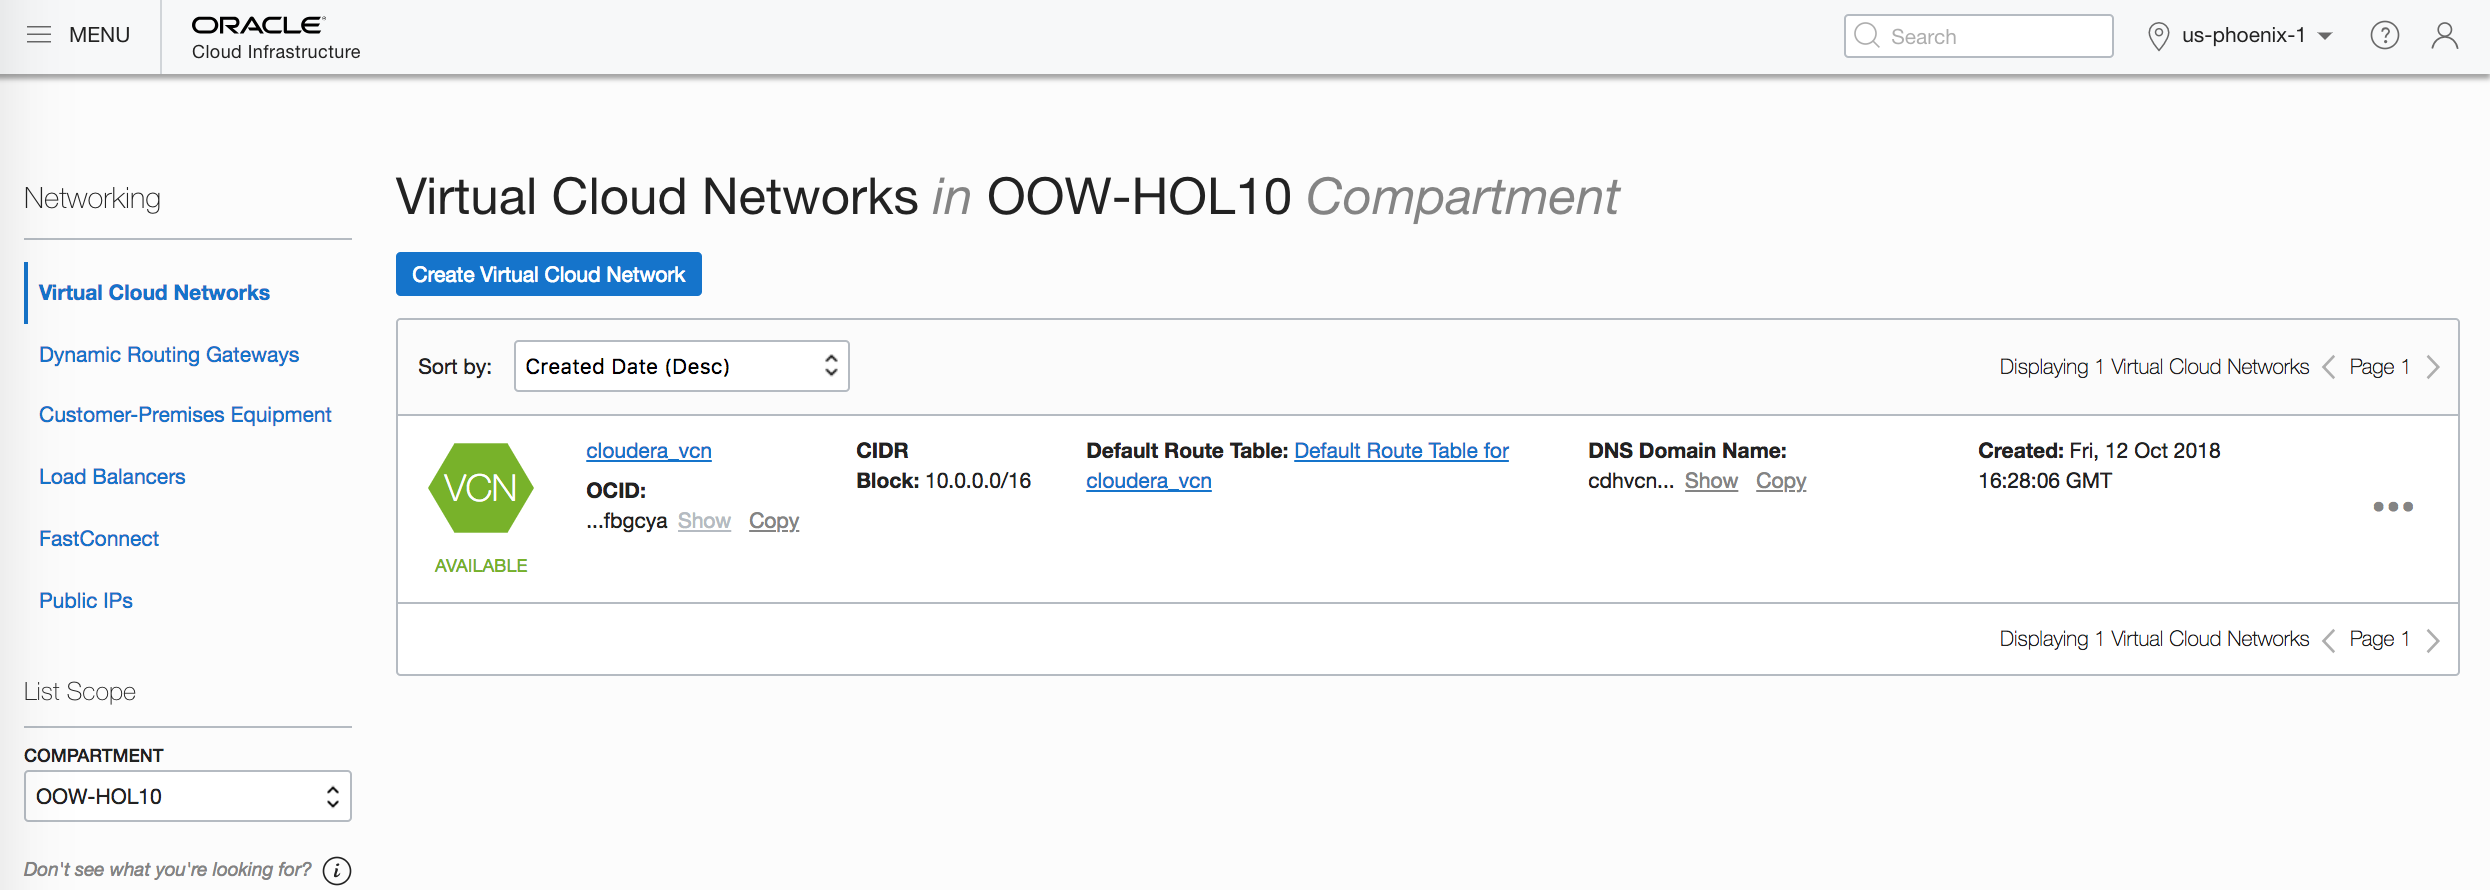 MENU
ORACLE
Cloud Infrastructure
Search
us-phoenix-1
?
Networking
Virtual Cloud Networks
Dynamic Routing Gateways
Customer-Premises Equipment
Load Balancers
FastConnect
Public IPs
List Scope
COMPARTMENT
OOW-HOL10
Don't see what you're looking for? i
Virtual Cloud Networks in OOW-HOL10 Compartment
Create Virtual Cloud Network
Sort by: Created Date (Desc)
Displaying 1 Virtual Cloud Networks < Page 1 >
VCN
AVAILABLE
cloudera_vcn
OCID:
...fbgcya Show Copy
CIDR
Block: 10.0.0.0/16
Default Route Table: Default Route Table for
cloudera_vcn
DNS Domain Name:
cdhvcn... Show Copy
Created: Fri, 12 Oct 2018
16:28:06 GMT
•••
Displaying 1 Virtual Cloud Networks < Page 1 >